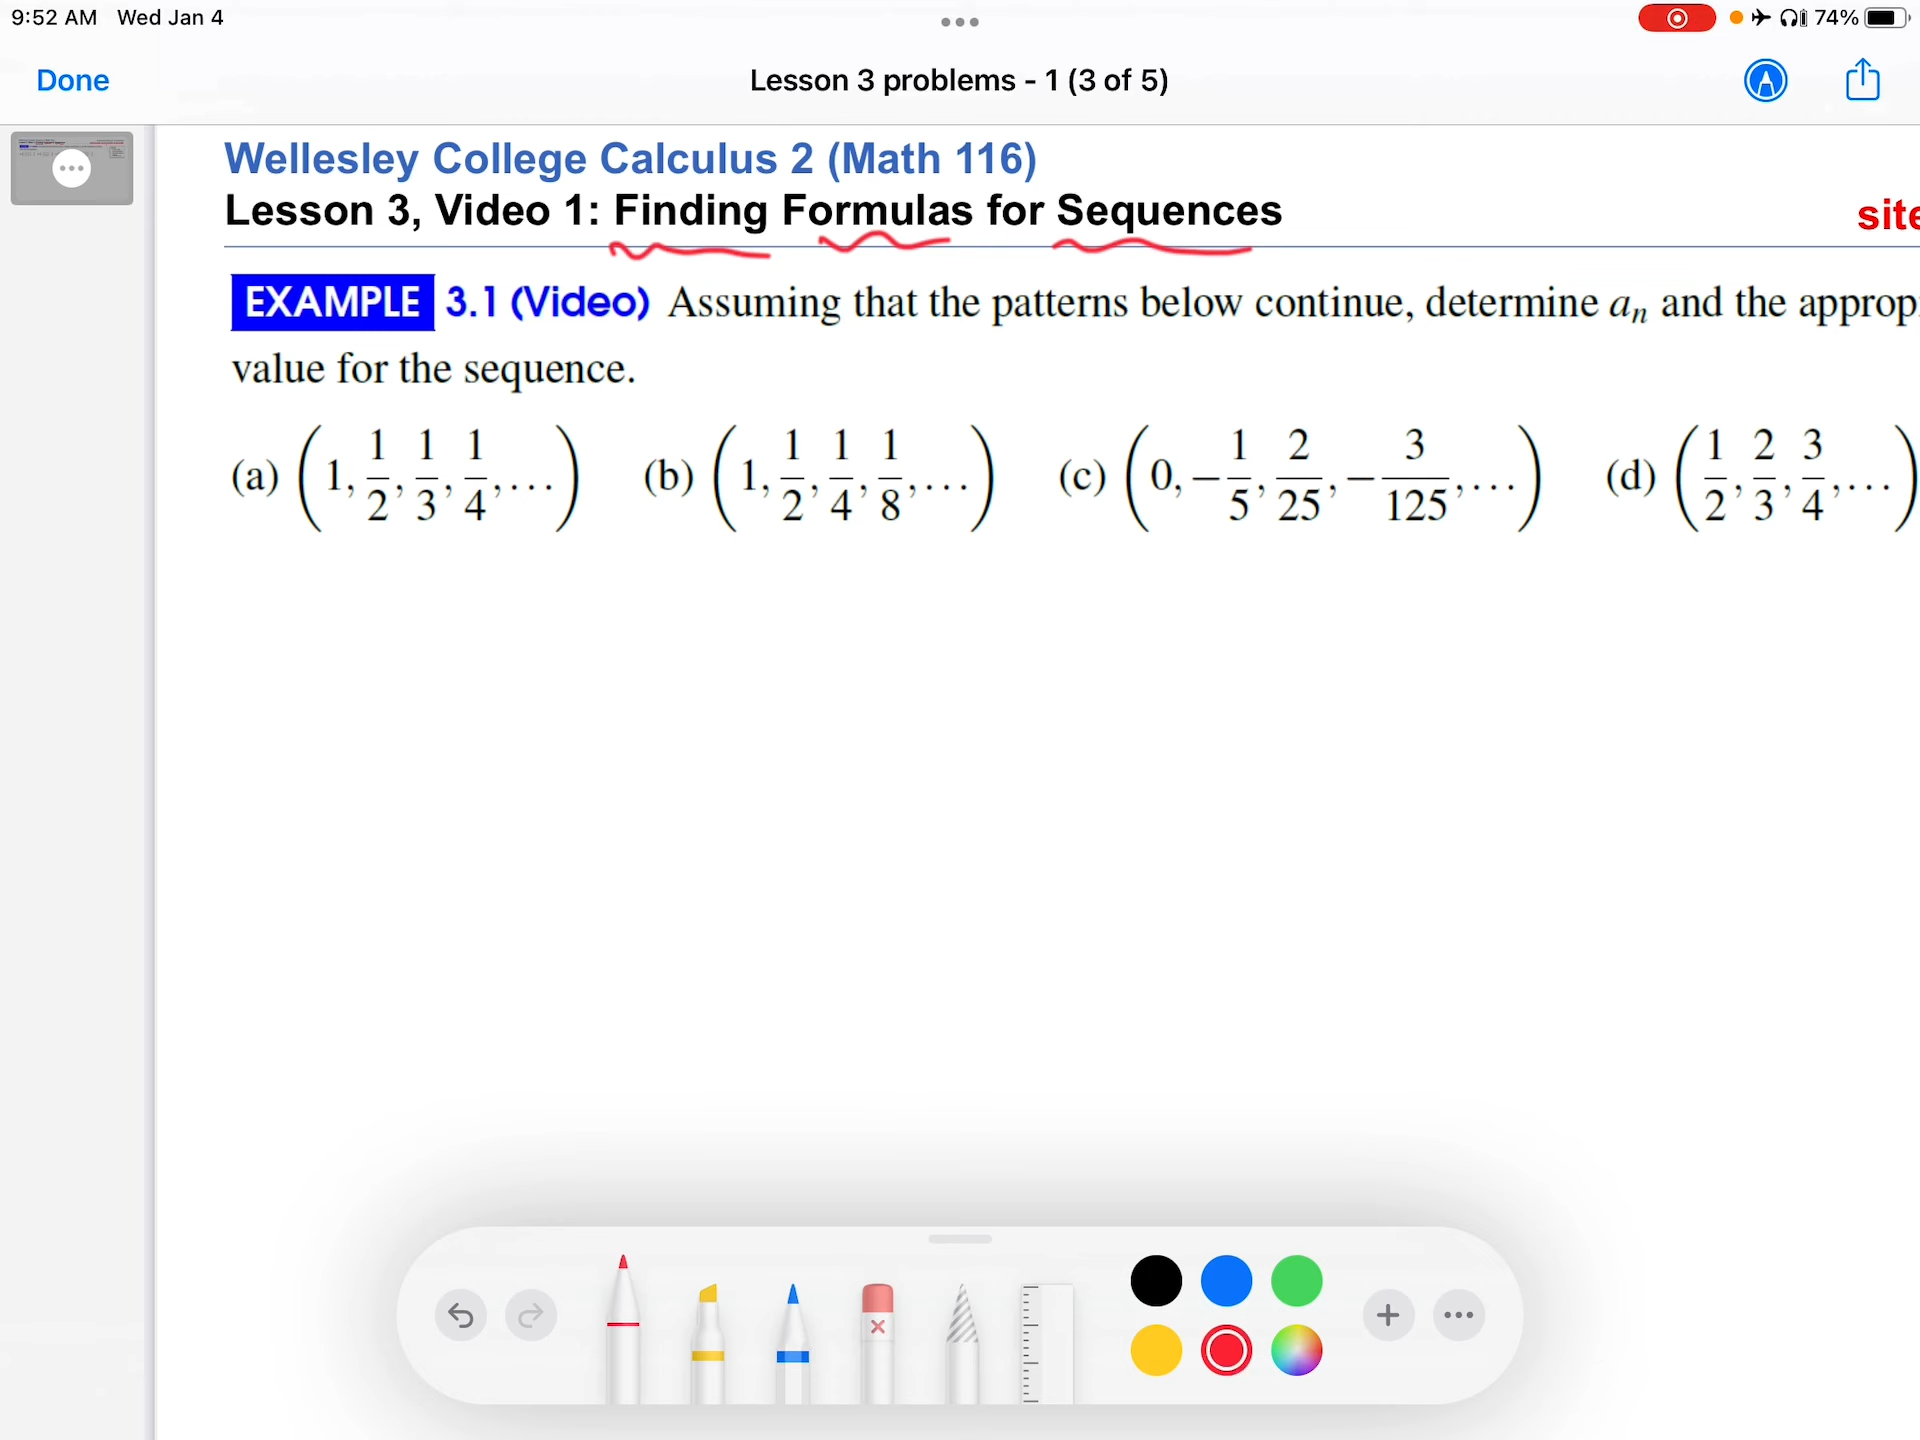 9:52 AM Wed Jan 4
74%
Done
Lesson 3 problems - 1 (3 of 5)
Wellesley College Calculus 2 (Math 116)
Lesson 3, Video 1: Finding Formulas for Sequences
site
EXAMPLE 3.1 (Video) Assuming that the patterns below continue, determine aₙ and the approp
value for the sequence.
(a) (1, 1/2, 1/3, 1/4, ...) (b) (1, 1/2, 1/4, 1/8, ...) (c) (0, −1/5, 2/25, −3/125, ...) (d) (1/2, 2/3, 3/4, ...)